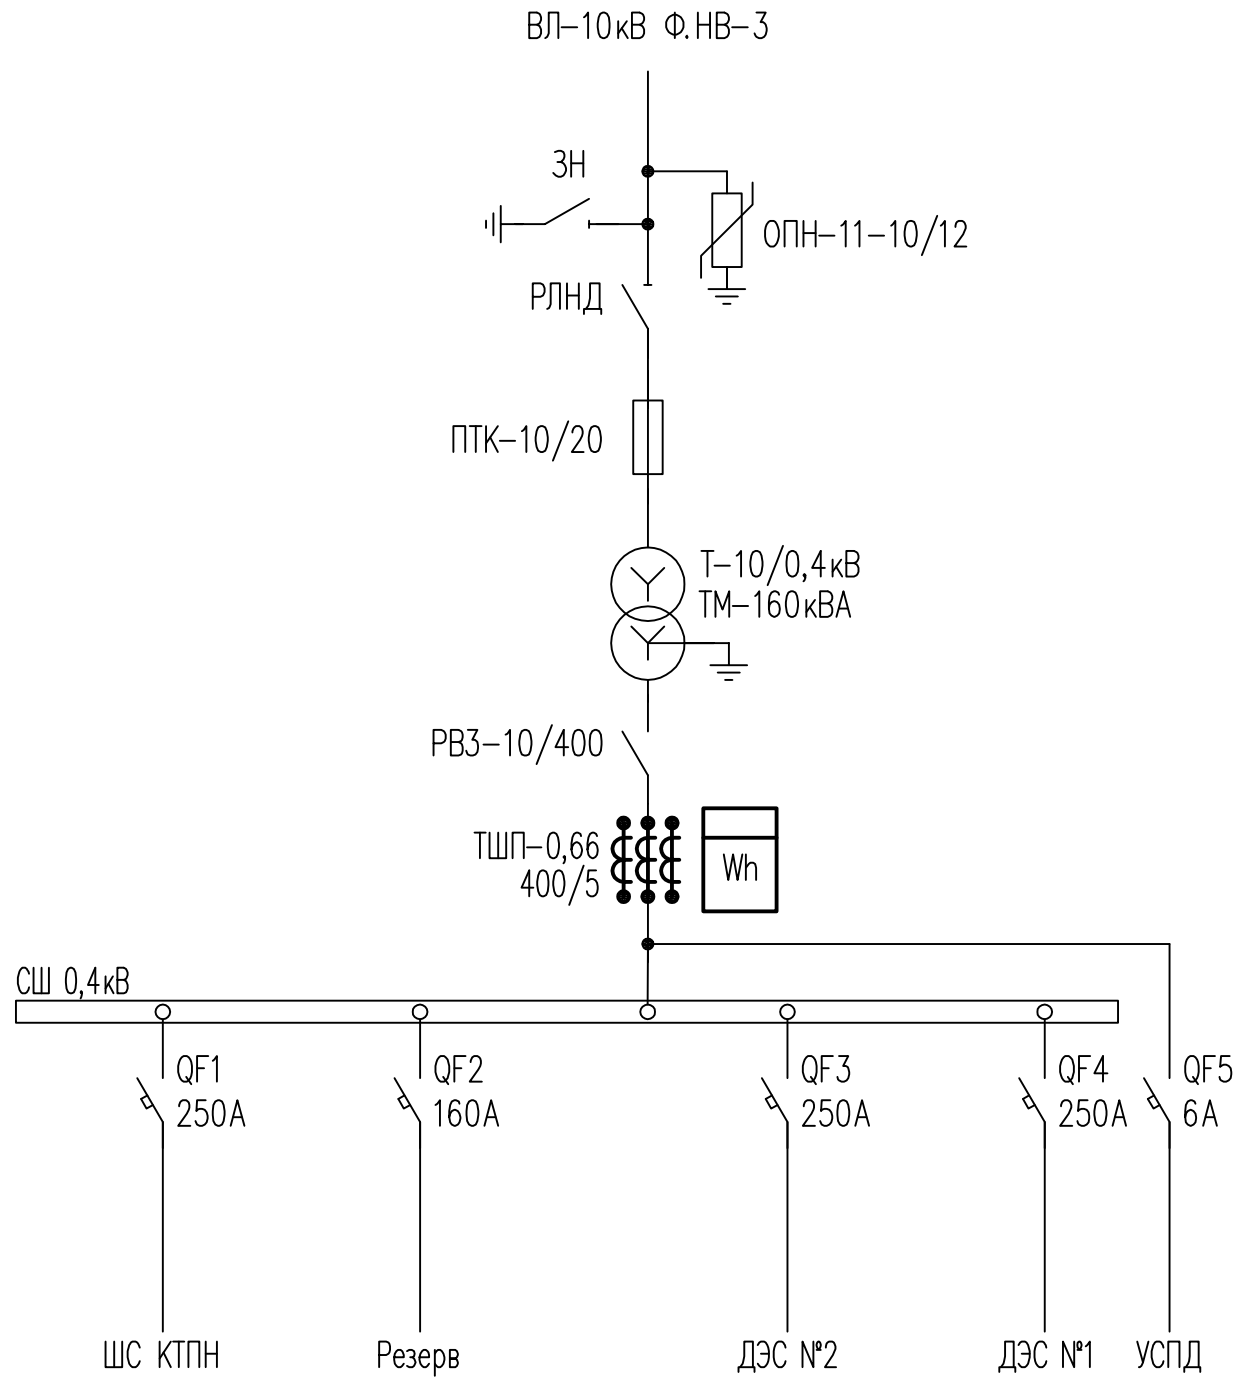 ВЛ-10кВ Ф.НВ-3
ЗН
ОПН-11-10/12
РЛНД
ПТК-10/20
Т-10/0,4кВ
ТМ-160кВА
РВЗ-10/400
ТШП-0,66
400/5
Wh
СШ 0,4кВ
QF1
250А
QF2
160А
QF3
250А
QF4
250А
QF5
6А
ШС КТПН
Резерв
ДЭС №2
ДЭС №1
УСПД